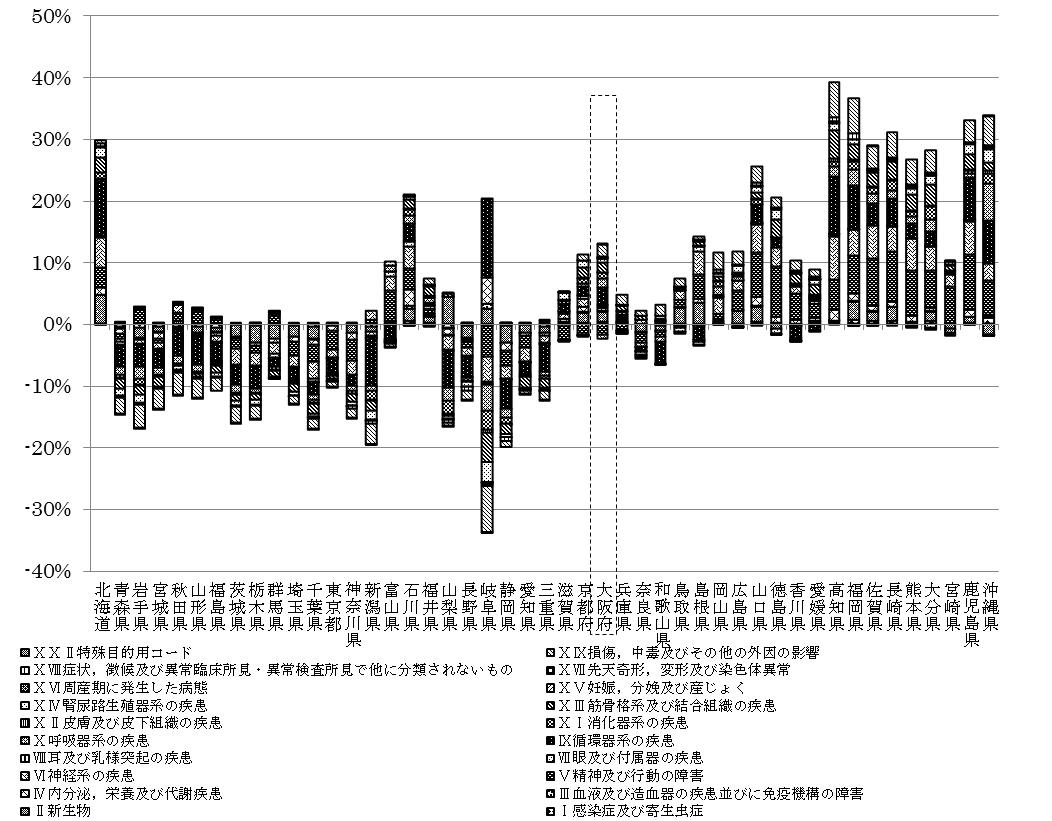 50%
40%
30%
20%
10%
0%
-10%
-20%
-30%
-40%
北海道
青森県
岩手県
宮城県
秋田県
山形県
福島県
茨城県
栃木県
群馬県
埼玉県
千葉県
東京都
神奈川県
新潟県
富山県
石川県
福井県
山梨県
長野県
岐阜県
静岡県
愛知県
三重県
滋賀県
京都府
大阪府
兵庫県
奈良県
和歌山県
鳥取県
島根県
岡山県
広島県
山口県
徳島県
香川県
愛媛県
高知県
福岡県
佐賀県
長崎県
熊本県
大分県
宮崎県
鹿児島県
沖縄県
ⅩⅩⅡ特殊目的用コード
ⅩⅨ損傷，中毒及びその他の外因の影響
ⅩⅧ症状，徴候及び異常臨床所見・異常検査所見で他に分類されないもの
ⅩⅦ先天奇形，変形及び染色体異常
ⅩⅥ周産期に発生した病態
ⅩⅤ妊娠，分娩及び産じょく
ⅩⅣ腎尿路生殖器系の疾患
ⅩⅢ筋骨格系及び結合組織の疾患
ⅩⅡ皮膚及び皮下組織の疾患
ⅩⅠ消化器系の疾患
Ⅹ呼吸器系の疾患
Ⅸ循環器系の疾患
Ⅷ耳及び乳様突起の疾患
Ⅶ眼及び付属器の疾患
Ⅵ神経系の疾患
Ⅴ精神及び行動の障害
Ⅳ内分泌，栄養及び代謝疾患
Ⅲ血液及び造血器の疾患並びに免疫機構の障害
Ⅱ新生物
Ⅰ感染症及び寄生虫症